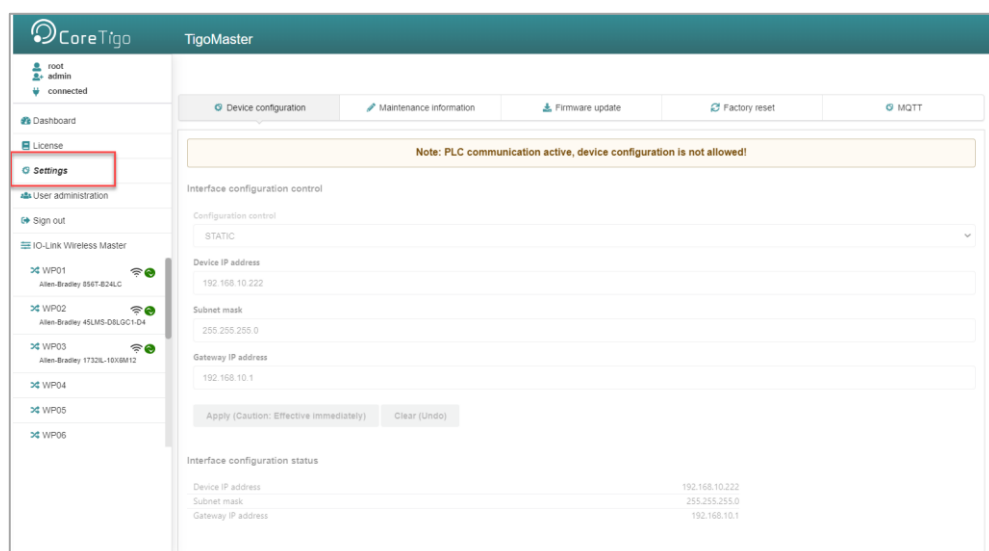 CoreTigo
TigoMaster
root
admin
connected
Dashboard
License
Settings
User administration
Sign out
IO-Link Wireless Master
WP01
Allen-Bradley 856T-B24LC
WP02
Allen-Bradley 45LMS-D8LGC1-D4
WP03
Allen-Bradley 1732IL-10X6M12
WP04
WP05
WP06
Device configuration
Maintenance information
Firmware update
Factory reset
MQTT
Note: PLC communication active, device configuration is not allowed!
Interface configuration control
Configuration control
STATIC
Device IP address
192.168.10.222
Subnet mask
255.255.255.0
Gateway IP address
192.168.10.1
Apply (Caution: Effective immediately)
Clear (Undo)
Interface configuration status
Device IP address 192.168.10.222
Subnet mask 255.255.255.0
Gateway IP address 192.168.10.1